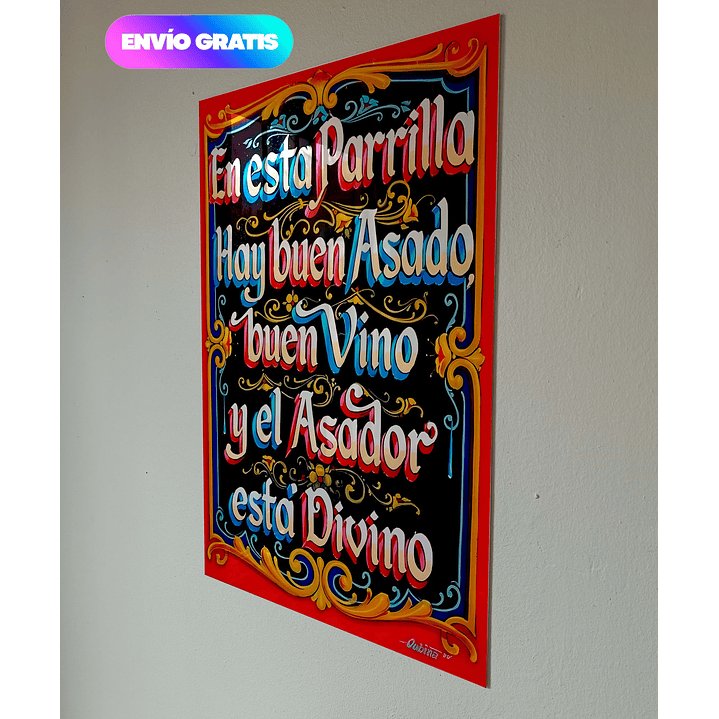 ENVÍO GRATIS
En esta Parrilla
Hay buen Asado,
buen Vino
y el Asador
está Divino